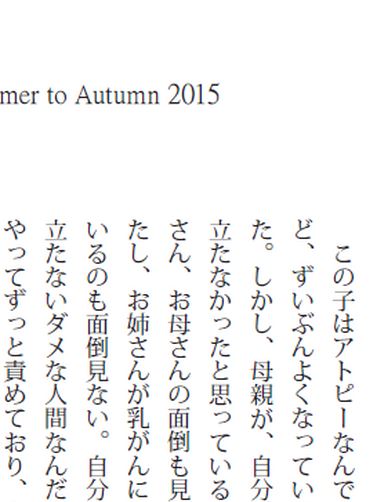 mer to Autumn 2015
この子はアトピーなんで
ど、ずいぶんよくなってい
た。しかし、母親が、自分
立たなかったと思っている
さん、お母さんの面倒も見
たし、お姉さんが乳がんに
いるのも面倒見ない。自分
立たないダメな人間なんだ
やってずっと責めており、